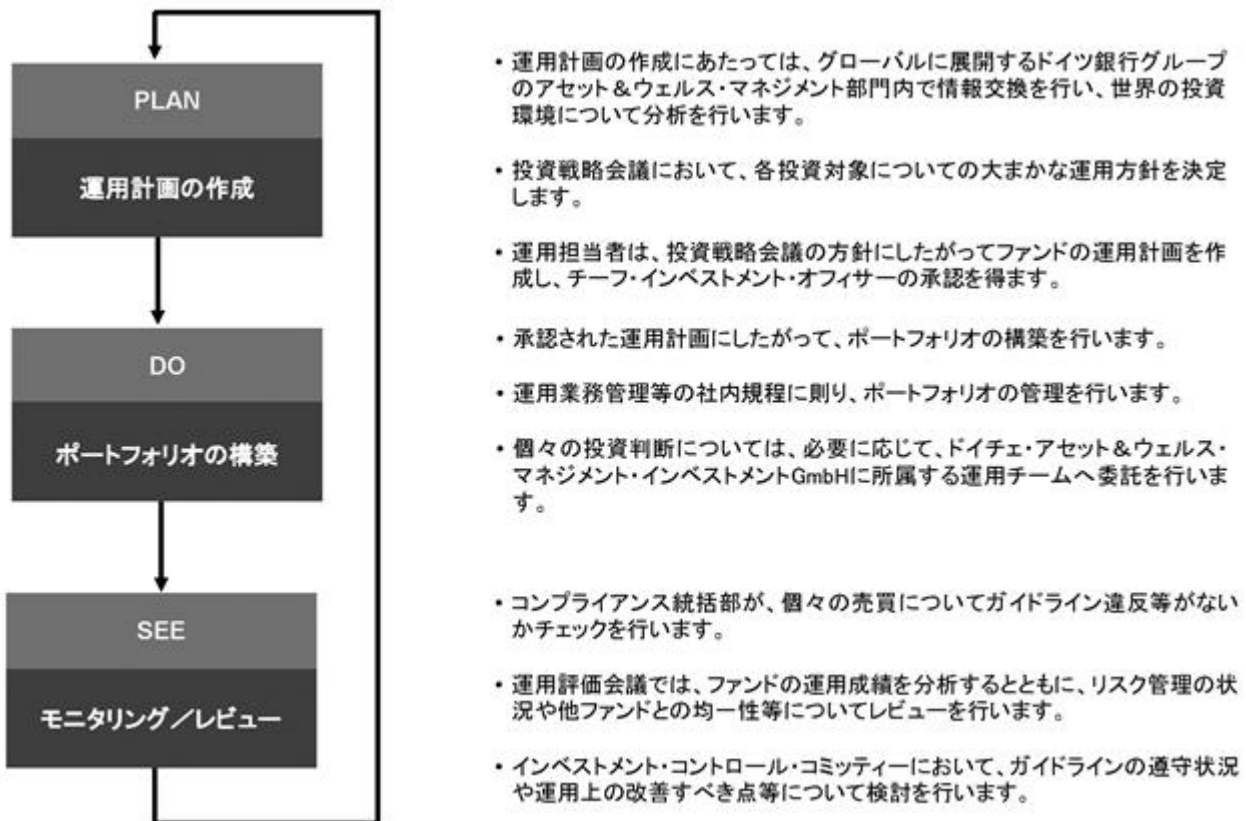 PLAN
運用計画の作成
・運用計画の作成にあたっては、グローバルに展開するドイツ銀行グループ
のアセット＆ウェルス・マネジメント部門内で情報交換を行い、世界の投資
環境について分析を行います。
・投資戦略会議において、各投資対象についての大まかな運用方針を決定
します。
・運用担当者は、投資戦略会議の方針にしたがってファンドの運用計画を作
成し、チーフ・インベストメント・オフィサーの承認を得ます。
DO
ポートフォリオの構築
・承認された運用計画にしたがって、ポートフォリオの構築を行います。
・運用業務管理等の社内規程に則り、ポートフォリオの管理を行います。
・個々の投資判断については、必要に応じて、ドイチェ・アセット＆ウェルス・
マネジメント・インベストメントGmbHに所属する運用チームへ委託を行いま
す。
SEE
モニタリング／レビュー
・コンプライアンス統括部が、個々の売買についてガイドライン違反等がない
かチェックを行います。
・運用評価会議では、ファンドの運用成績を分析するとともに、リスク管理の状
況や他ファンドとの均一性等についてレビューを行います。
・インベストメント・コントロール・コミッティーにおいて、ガイドラインの遵守状況
や運用上の改善すべき点等について検討を行います。